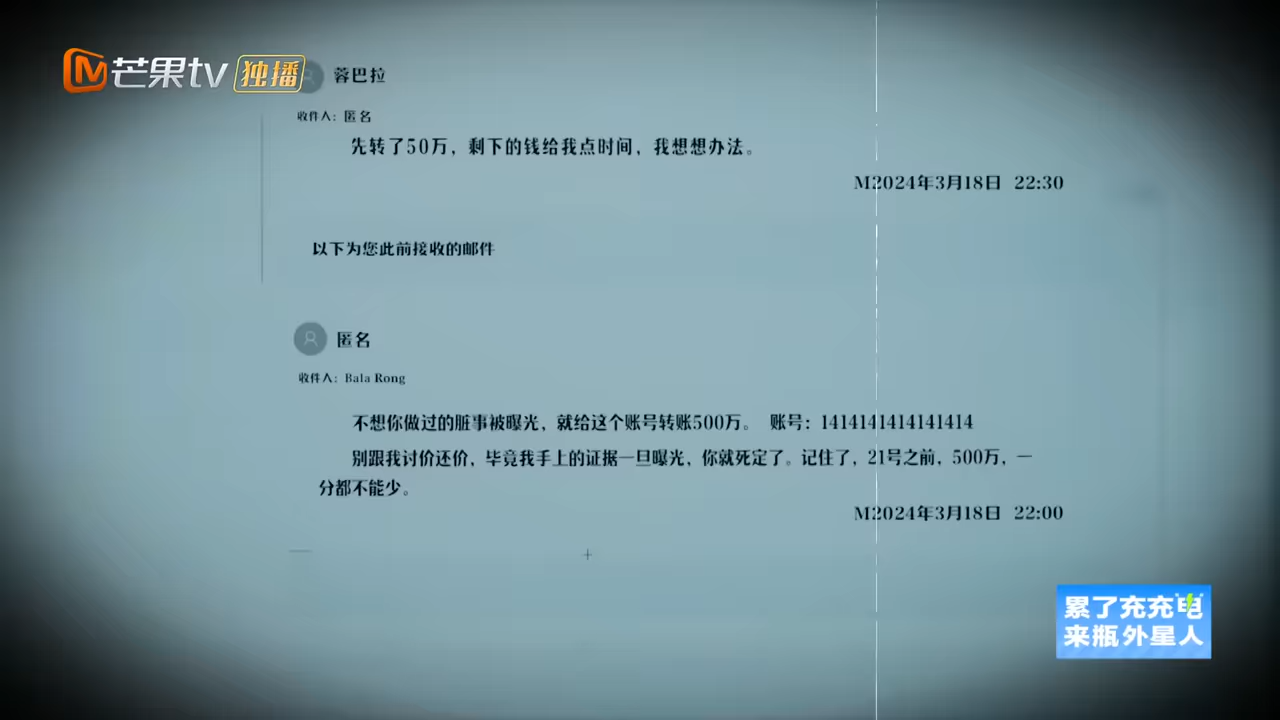 芒果tv 独播
蓉巴拉
收件人：匿名
先转了50万，剩下的钱给我点时间，我想想办法。
M2024年3月18日 22:30
以下为您此前接收的邮件
匿名
收件人：Bala Rong
不想你做过的脏事被曝光，就给这个账号转账500万。 账号：1414141414141414
别跟我讨价还价，毕竟我手上的证据一旦曝光，你就死定了。记住了，21号之前，500万，一
分都不能少。
M2024年3月18日 22:00
累了充充"电"
来瓶外星人